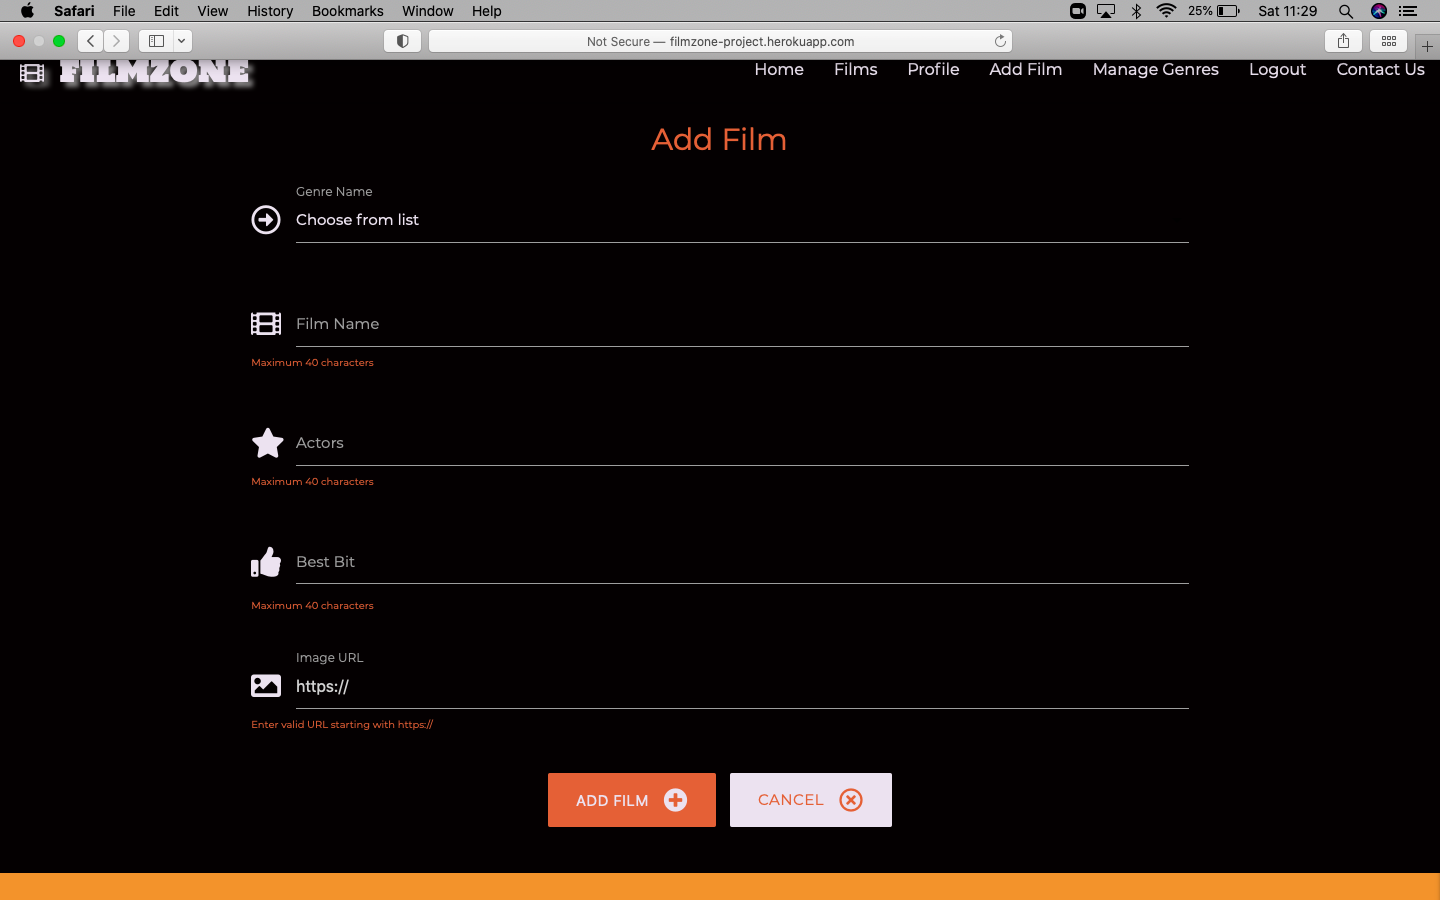 Safari File Edit View History Bookmarks Window Help 25% Sat 11:29
Not Secure — filmzone-project.herokuapp.com
FILMZONE Home Films Profile Add Film Manage Genres Logout Contact Us
Add Film
Genre Name
Choose from list
Film Name
Maximum 40 characters
Actors
Maximum 40 characters
Best Bit
Maximum 40 characters
Image URL
https://
Enter valid URL starting with https://
ADD FILM CANCEL